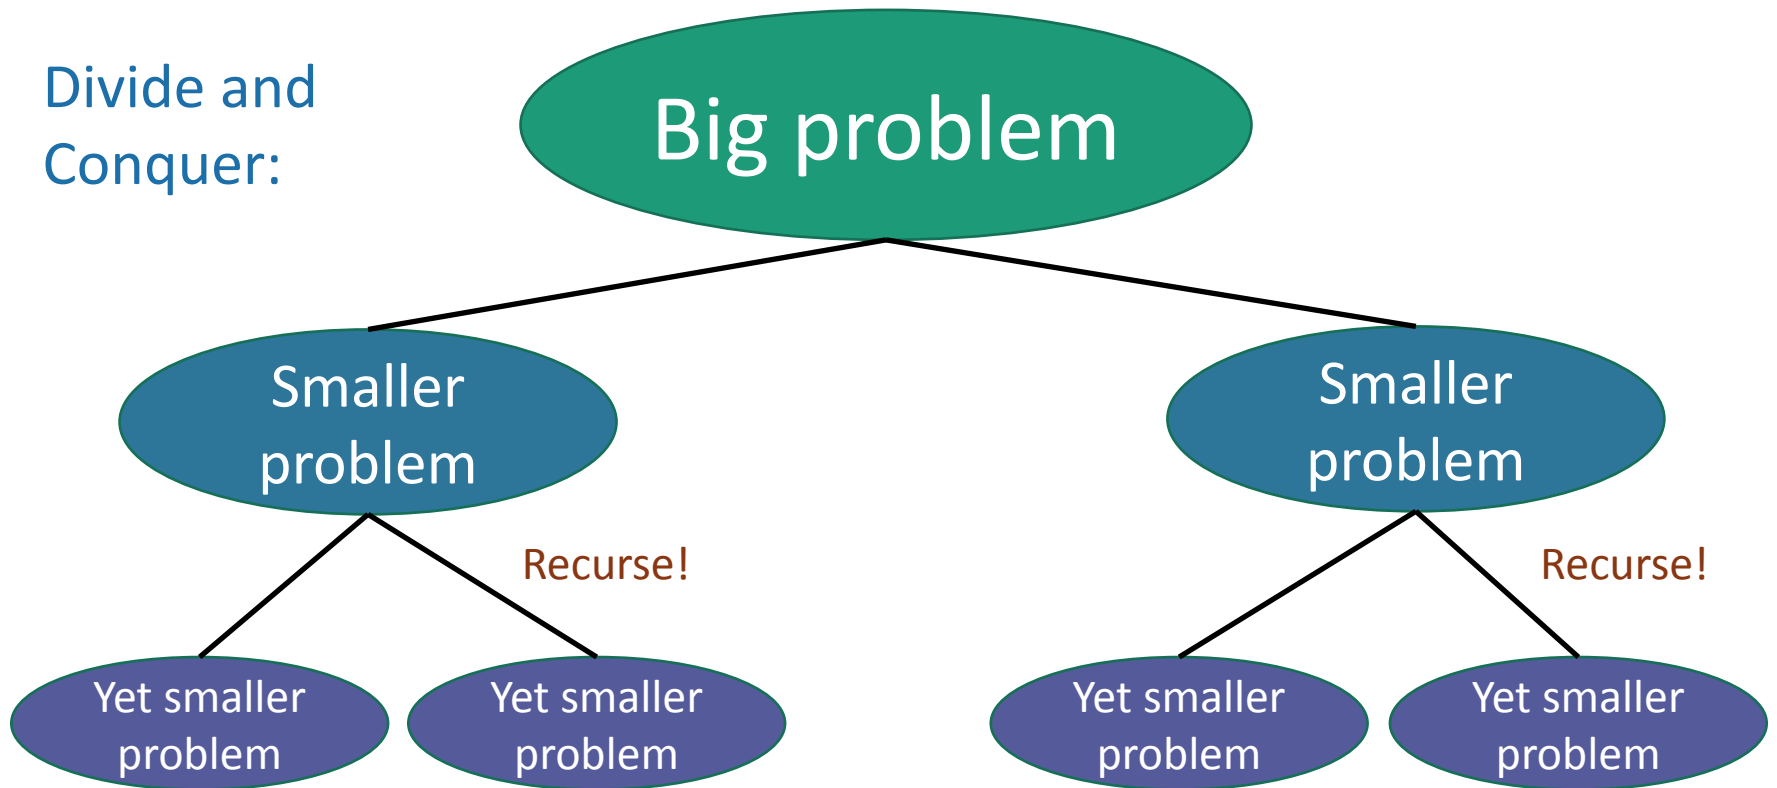 Divide and
Conquer:
Big problem
Smaller
problem
Smaller
problem
Recurse!
Recurse!
Yet smaller
problem
Yet smaller
problem
Yet smaller
problem
Yet smaller
problem